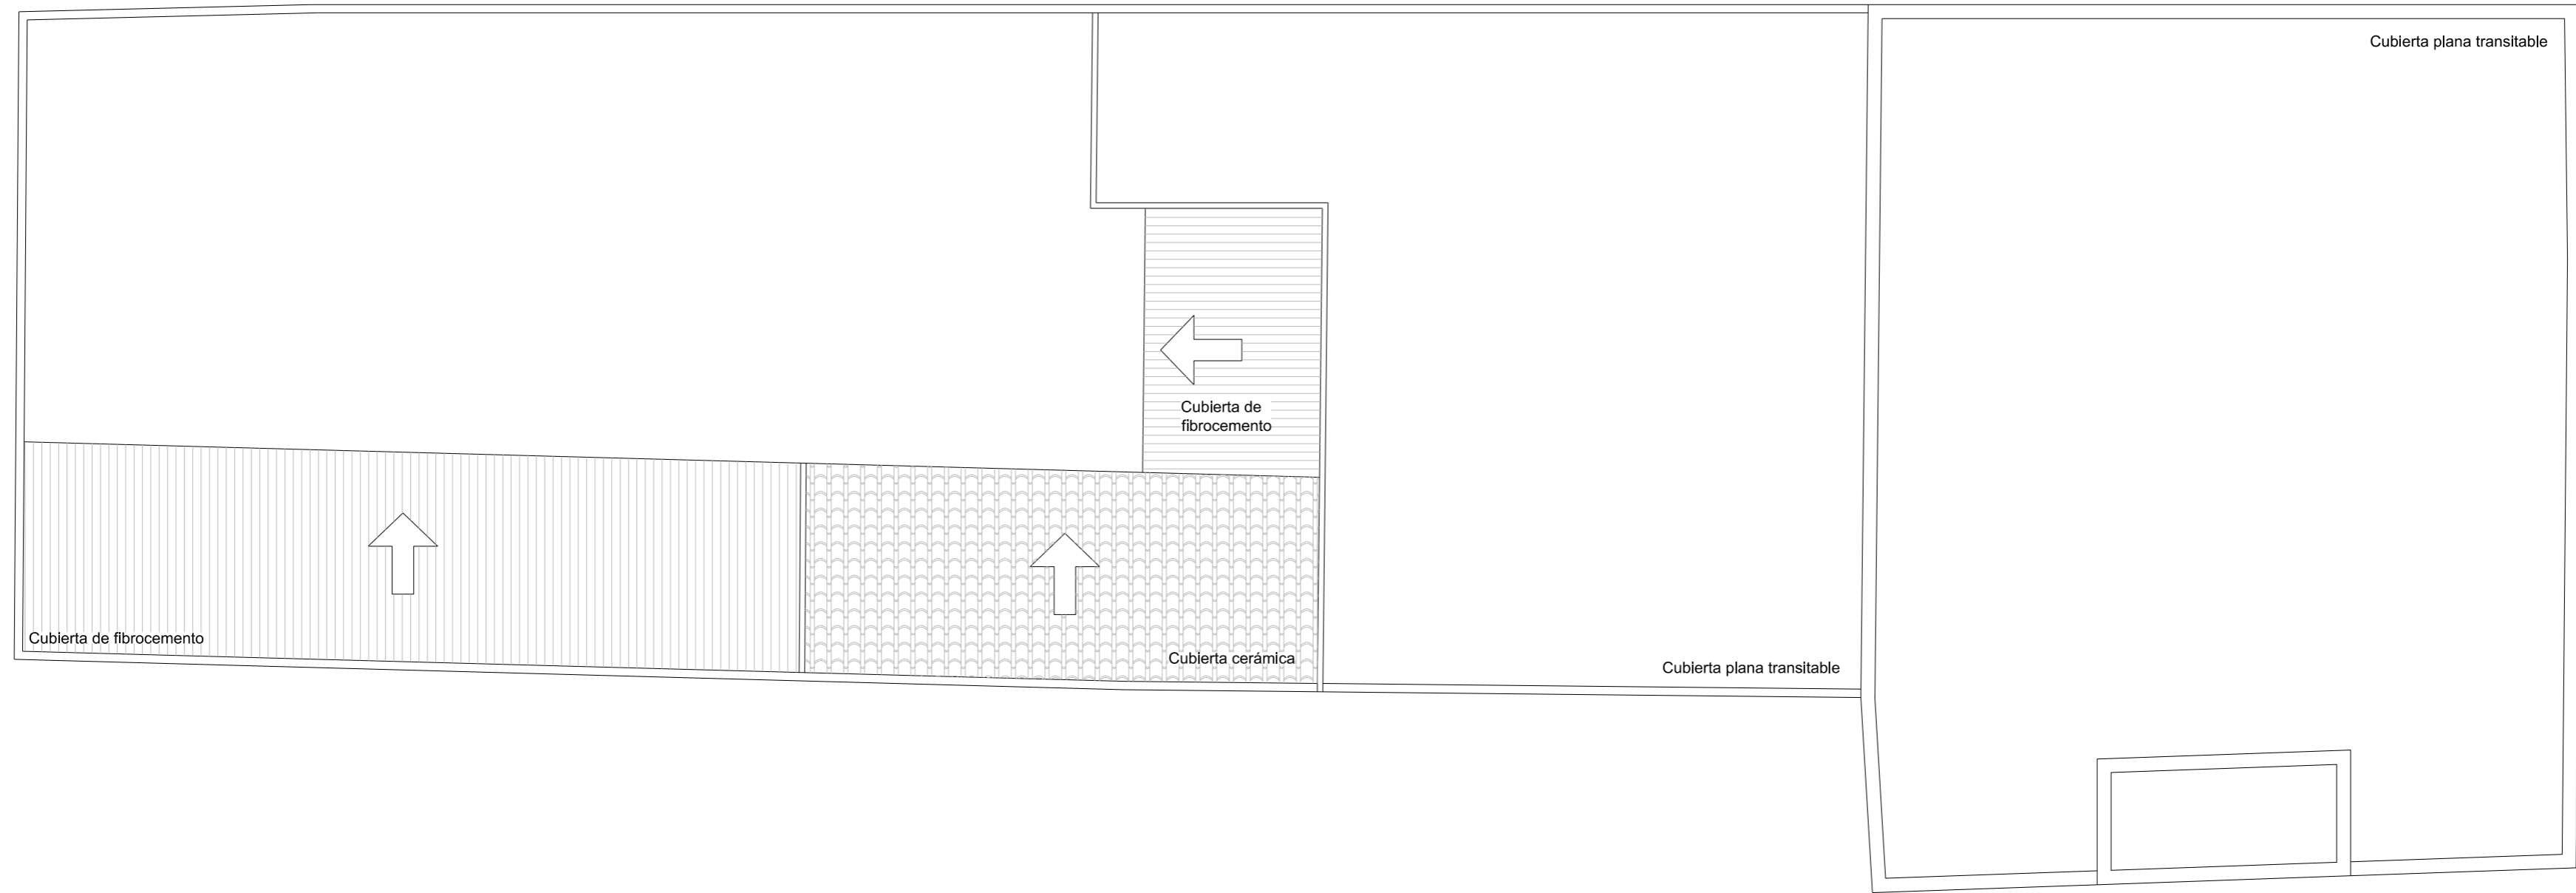 Cubierta plana transitable
Cubierta de
fibrocemento
Cubierta de fibrocemento
Cubierta cerámica
Cubierta plana transitable